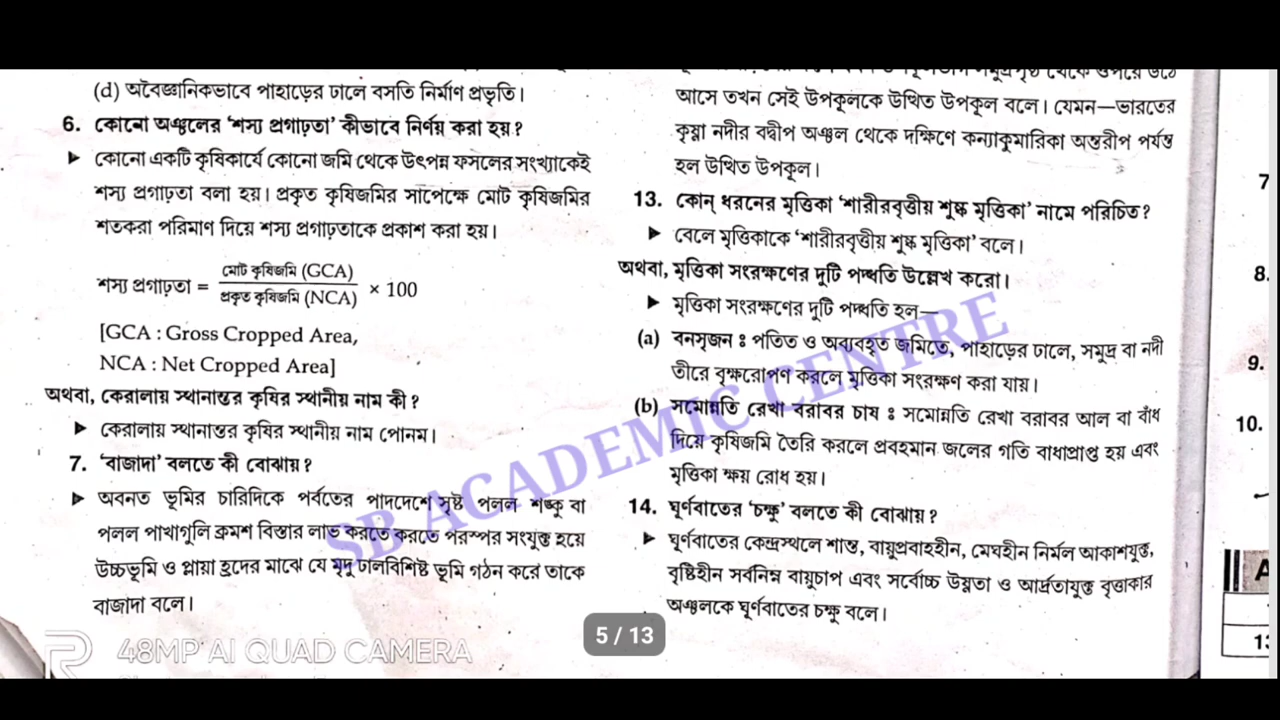 (d) অবৈজ্ঞানিকভাবে পাহাড়ের ঢালে বসতি নির্মাণ প্রভৃতি।
6. কোনো অঞ্চলের ‘শস্য প্রগাঢ়তা’ কীভাবে নির্ণয় করা হয়?
কোনো একটি কৃষিকার্যে কোনো জমি থেকে উৎপন্ন ফসলের সংখ্যাকেই
শস্য প্রগাঢ়তা বলা হয়। প্রকৃত কৃষিজমির সাপেক্ষে মোট কৃষিজমির
শতকরা পরিমাণ দিয়ে শস্য প্রগাঢ়তাকে প্রকাশ করা হয়।
শস্য প্রগাঢ়তা = মোট কৃষিজমি (GCA) / প্রকৃত কৃষিজমি (NCA) × 100
[GCA : Gross Cropped Area,
NCA : Net Cropped Area]
অথবা, কেরালায় স্থানান্তর কৃষির স্থানীয় নাম কী?
কেরালায় স্থানান্তর কৃষির স্থানীয় নাম পোনম।
7. ‘বাজাদা’ বলতে কী বোঝায়?
অবনত ভূমির চারিদিকে পর্বতের পাদদেশে সৃষ্ট পলল শঙ্কু বা
পলল পাখাগুলি ক্রমশ বিস্তার লাভ করতে করতে পরস্পর সংযুক্ত হয়ে
উচ্চভূমি ও প্লায়া হ্রদের মাঝে যে মৃদু ঢালবিশিষ্ট ভূমি গঠন করে তাকে
বাজাদা বলে।
থেকে ওপরে উঠে
আসে তখন সেই উপকূলকে উত্থিত উপকূল বলে। যেমন—ভারতের
কৃষ্ণা নদীর বদ্বীপ অঞ্চল থেকে দক্ষিণে কন্যাকুমারিকা অন্তরীপ পর্যন্ত
হল উত্থিত উপকূল।
13. কোন্ ধরনের মৃত্তিকা ‘শারীরবৃত্তীয় শুষ্ক মৃত্তিকা’ নামে পরিচিত?
বেলে মৃত্তিকাকে ‘শারীরবৃত্তীয় শুষ্ক মৃত্তিকা’ বলে।
অথবা, মৃত্তিকা সংরক্ষণের দুটি পদ্ধতি উল্লেখ করো।
মৃত্তিকা সংরক্ষণের দুটি পদ্ধতি হল—
(a) বনসৃজন : পতিত ও অব্যবহৃত জমিতে, পাহাড়ের ঢালে, সমুদ্র বা নদী
তীরে বৃক্ষরোপণ করলে মৃত্তিকা সংরক্ষণ করা যায়।
(b) সমোন্নতি রেখা বরাবর চাষ : সমোন্নতি রেখা বরাবর আল বা বাঁধ
দিয়ে কৃষিজমি তৈরি করলে প্রবহমান জলের গতি বাধাপ্রাপ্ত হয় এবং
মৃত্তিকা ক্ষয় রোধ হয়।
14. ঘূর্ণবাতের ‘চক্ষু’ বলতে কী বোঝায়?
ঘূর্ণবাতের কেন্দ্রস্থলে শান্ত, বায়ুপ্রবাহহীন, মেঘহীন নির্মল আকাশযুক্ত,
বৃষ্টিহীন সর্বনিম্ন বায়ুচাপ এবং সর্বোচ্চ উষ্ণতা ও আর্দ্রতাযুক্ত বৃত্তাকার
অঞ্চলকে ঘূর্ণবাতের চক্ষু বলে।
7
8.
9.
10.
A
13
SB ACADEMIC CENTRE
5 / 13
48MP AI QUAD CAMERA